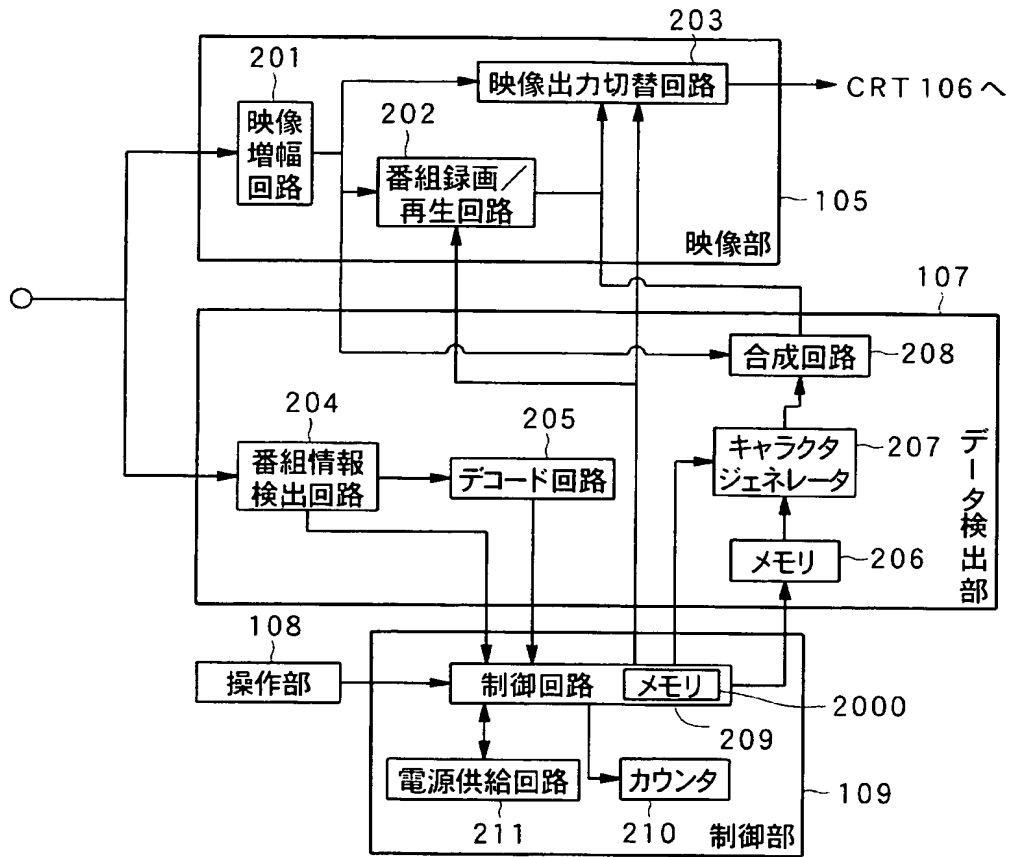 203
201
映像出力切替回路
CRT 106へ
映像
増幅
回路
202
番組録画/
再生回路
105
映像部
107
合成回路
208
204
205
キャラクタ
ジェネレータ
207
データ検出部
番組情報
検出回路
デコード回路
メモリ
206
108
操作部
制御回路
メモリ
2000
209
電源供給回路
カウンタ
109
211
210
制御部